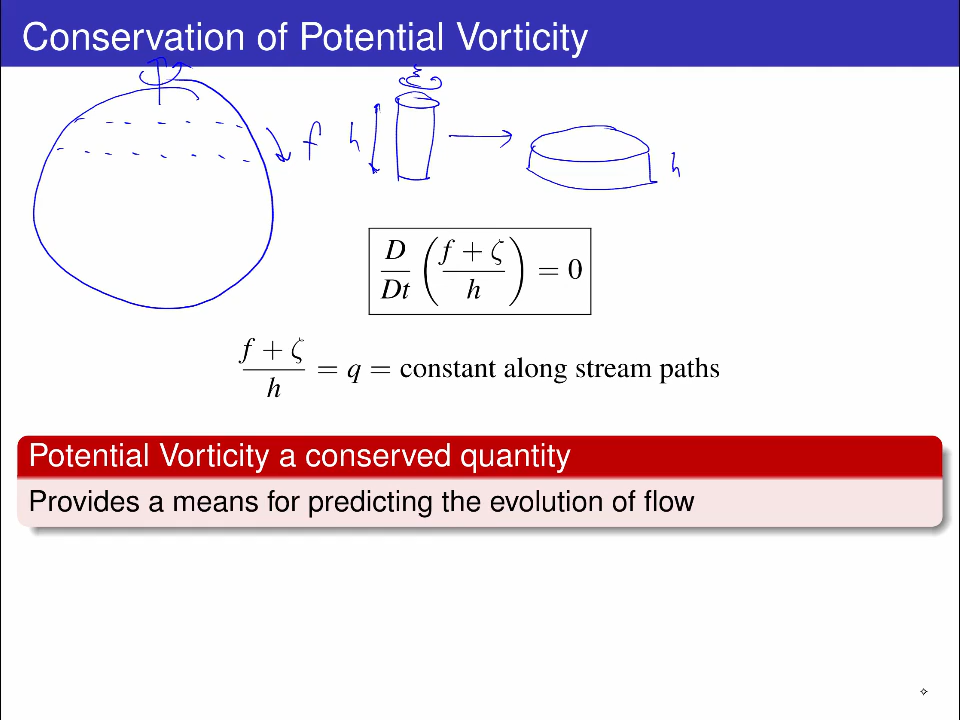 Conservation of Potential Vorticity
f h ξ h
D/Dt ( (f + ζ)/h ) = 0
(f + ζ)/h = q = constant along stream paths
Potential Vorticity a conserved quantity
Provides a means for predicting the evolution of flow